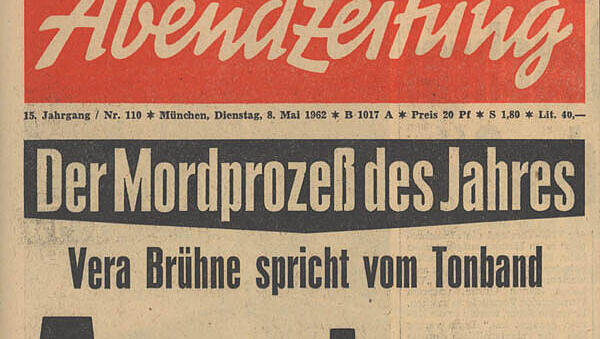 Abendzeitung
15. Jahrgang / Nr. 110 * München, Dienstag, 8. Mai 1962 * B 1017 A * Preis 20 Pf * S 1,80 * Lit. 40,—
Der Mordprozeß des Jahres
Vera Brühne spricht vom Tonband